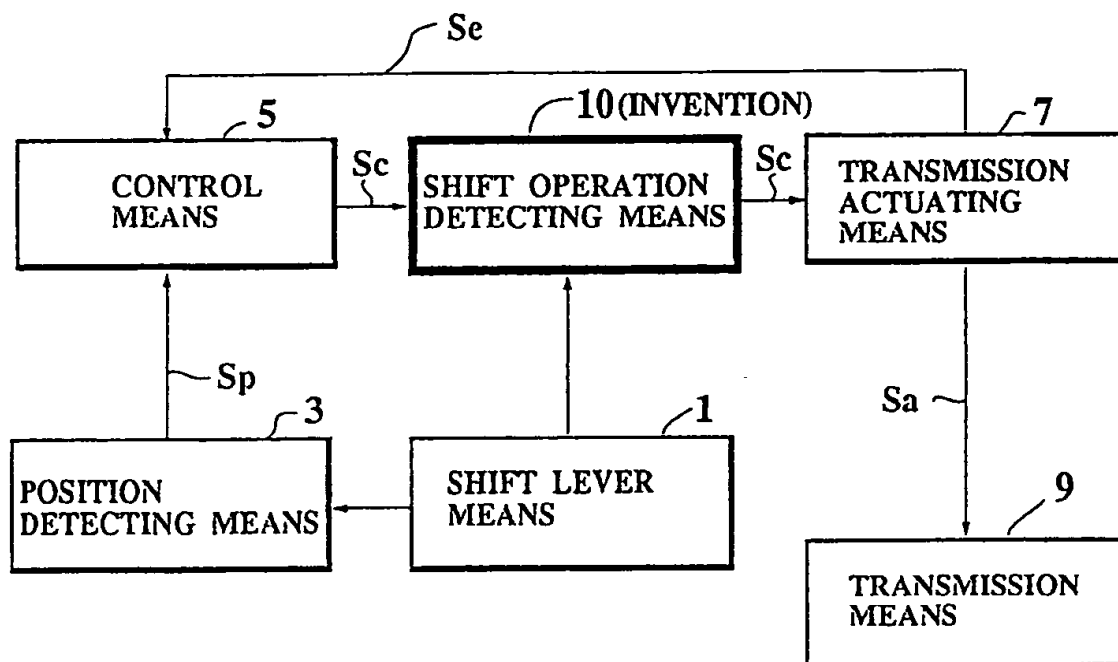 Se
10 (INVENTION)
5
7
CONTROL
MEANS
Sc
SHIFT OPERATION
DETECTING MEANS
Sc
TRANSMISSION
ACTUATING
MEANS
Sp
Sa
3
1
POSITION
DETECTING MEANS
SHIFT LEVER
MEANS
9
TRANSMISSION
MEANS